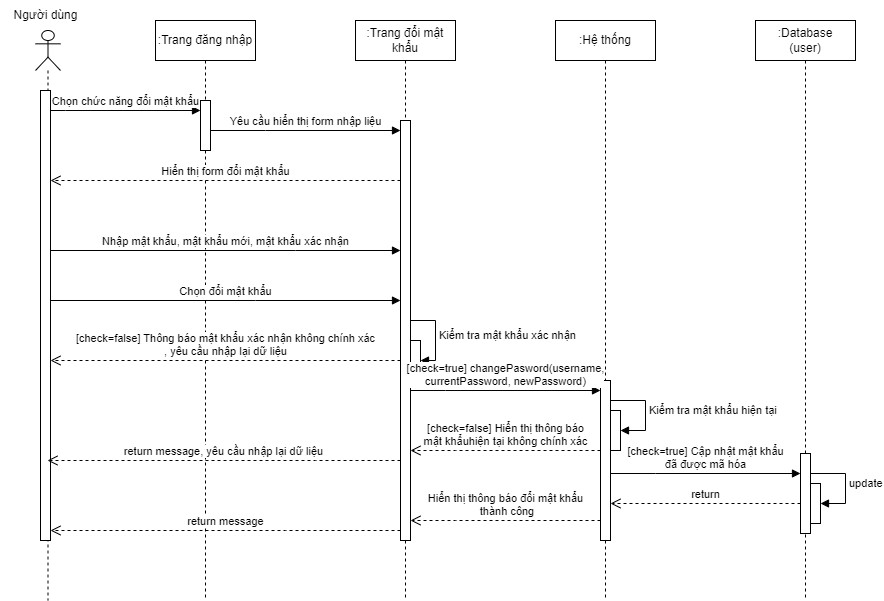 Người dùng
:Trang đăng nhập
:Trang đổi mật
khẩu
:Hệ thống
:Database
(user)
Chọn chức năng đổi mật khẩu
Yêu cầu hiển thị form nhập liệu
Hiển thị form đổi mật khẩu
Nhập mật khẩu, mật khẩu mới, mật khẩu xác nhận
Chọn đổi mật khẩu
Kiểm tra mật khẩu xác nhận
[check=false] Thông báo mật khẩu xác nhận không chính xác
, yêu cầu nhập lại dữ liệu
[check=true] changePasword(username,
currentPassword, newPassword)
Kiểm tra mật khẩu hiện tại
[check=false] Hiển thị thông báo
mật khẩuhiện tại không chính xác
return message, yêu cầu nhập lại dữ liệu
[check=true] Cập nhật mật khẩu
đã được mã hóa
update
return
Hiển thị thông báo đổi mật khẩu
thành công
return message